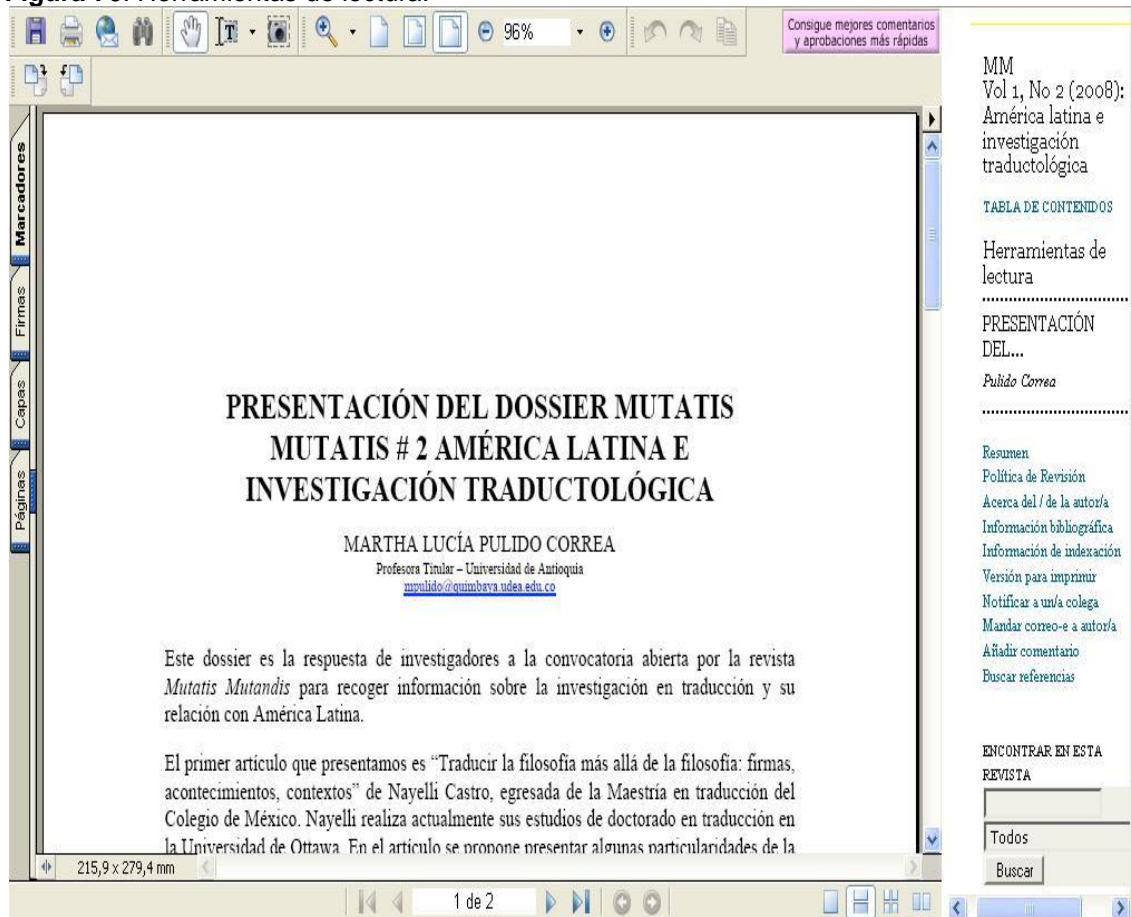 96%
Consigue mejores comentarios
y aprobaciones más rápidas
Marcadores
Firmas
Capas
Páginas
PRESENTACIÓN DEL DOSSIER MUTATIS
MUTATIS # 2 AMÉRICA LATINA E
INVESTIGACIÓN TRADUCTOLÓGICA
MARTHA LUCÍA PULIDO CORREA
Profesora Titular – Universidad de Antioquia
mpulido@quimbaya.udea.edu.co
Este dossier es la respuesta de investigadores a la convocatoria abierta por la revista
Mutatis Mutandis para recoger información sobre la investigación en traducción y su
relación con América Latina.
El primer artículo que presentamos es “Traducir la filosofía más allá de la filosofía: firmas,
acontecimientos, contextos” de Nayelli Castro, egresada de la Maestría en traducción del
Colegio de México. Nayelli realiza actualmente sus estudios de doctorado en traducción en
la Universidad de Ottawa. En el artículo se propone presentar algunas particularidades de la
215,9 x 279,4 mm
1 de 2
MM
Vol 1, No 2 (2008):
América latina e
investigación
traductológica
TABLA DE CONTENIDOS
Herramientas de
lectura
PRESENTACIÓN
DEL...
Pulido Correa
Resumen
Política de Revisión
Acerca del / de la autor/a
Información bibliográfica
Información de indexación
Versión para imprimir
Notificar a un/a colega
Mandar correo-e a autor/a
Añadir comentario
Buscar referencias
ENCONTRAR EN ESTA
REVISTA
Todos
Buscar